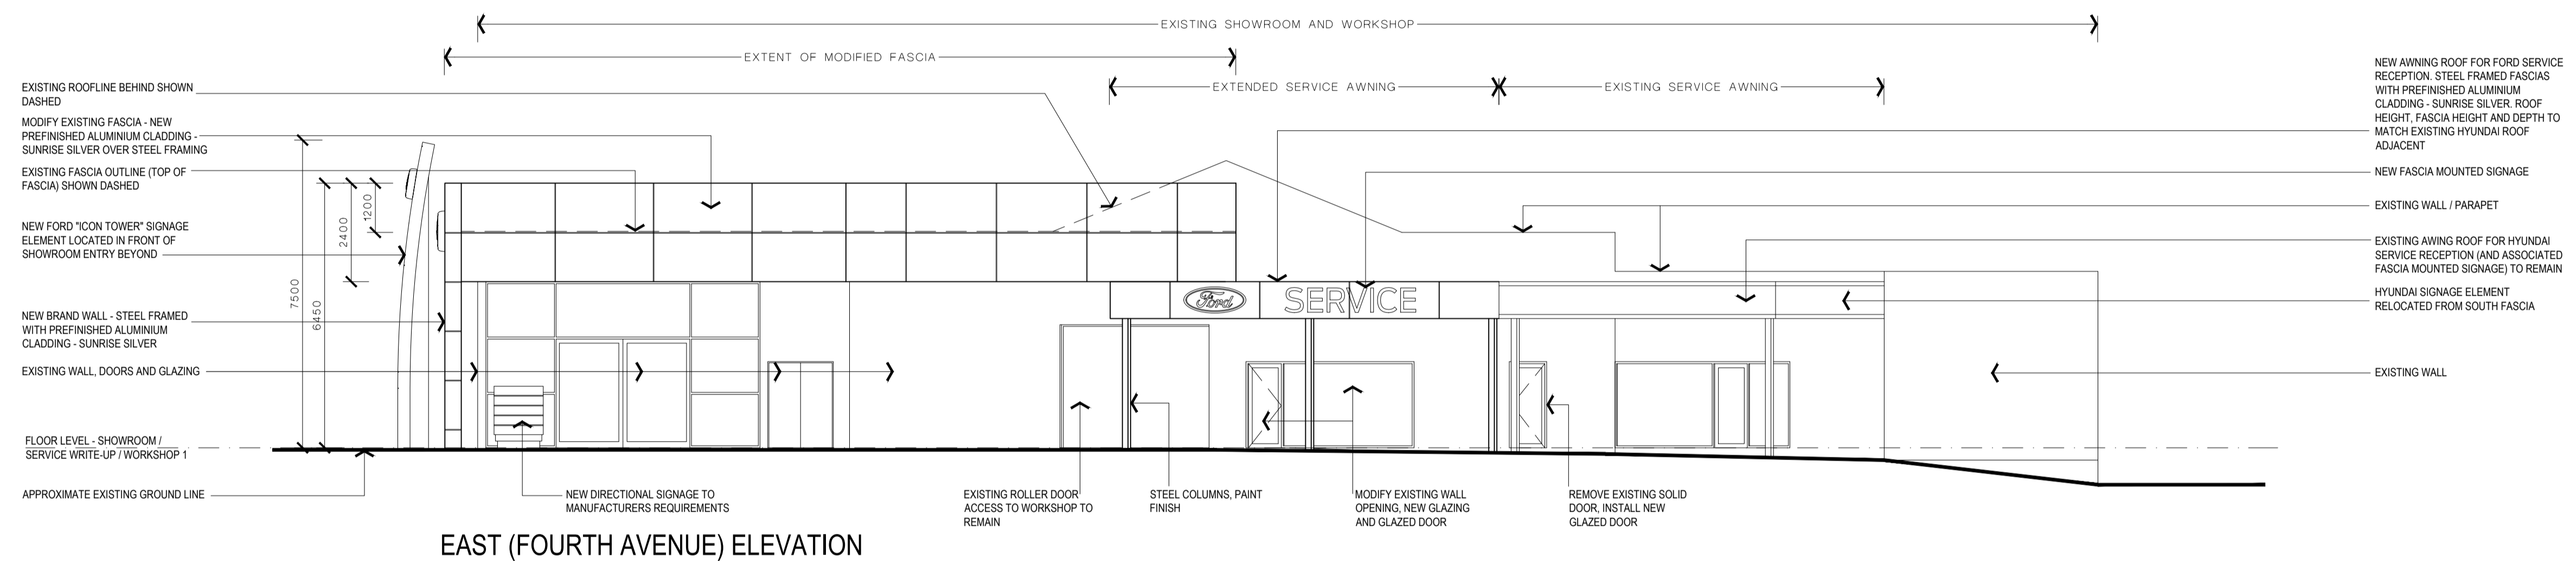 EXISTING SHOWROOM AND WORKSHOP
EXTENT OF MODIFIED FASCIA
EXTENDED SERVICE AWNING
EXISTING SERVICE AWNING
EXISTING ROOFLINE BEHIND SHOWN
DASHED
MODIFY EXISTING FASCIA - NEW
PREFINISHED ALUMINIUM CLADDING -
SUNRISE SILVER OVER STEEL FRAMING
EXISTING FASCIA OUTLINE (TOP OF
FASCIA) SHOWN DASHED
NEW FORD "ICON TOWER" SIGNAGE
ELEMENT LOCATED IN FRONT OF
SHOWROOM ENTRY BEYOND
NEW BRAND WALL - STEEL FRAMED
WITH PREFINISHED ALUMINIUM
CLADDING - SUNRISE SILVER
EXISTING WALL, DOORS AND GLAZING
FLOOR LEVEL - SHOWROOM /
SERVICE WRITE-UP / WORKSHOP 1
APPROXIMATE EXISTING GROUND LINE
7500
6450
2400
1200
Ford
SERVICE
NEW AWNING ROOF FOR FORD SERVICE
RECEPTION. STEEL FRAMED FASCIAS
WITH PREFINISHED ALUMINIUM
CLADDING - SUNRISE SILVER. ROOF
HEIGHT, FASCIA HEIGHT AND DEPTH TO
MATCH EXISTING HYUNDAI ROOF
ADJACENT
NEW FASCIA MOUNTED SIGNAGE
EXISTING WALL / PARAPET
EXISTING AWING ROOF FOR HYUNDAI
SERVICE RECEPTION (AND ASSOCIATED
FASCIA MOUNTED SIGNAGE) TO REMAIN
HYUNDAI SIGNAGE ELEMENT
RELOCATED FROM SOUTH FASCIA
EXISTING WALL
NEW DIRECTIONAL SIGNAGE TO
MANUFACTURERS REQUIREMENTS
EXISTING ROLLER DOOR
ACCESS TO WORKSHOP TO
REMAIN
STEEL COLUMNS, PAINT
FINISH
MODIFY EXISTING WALL
OPENING, NEW GLAZING
AND GLAZED DOOR
REMOVE EXISTING SOLID
DOOR, INSTALL NEW
GLAZED DOOR
EAST (FOURTH AVENUE) ELEVATION